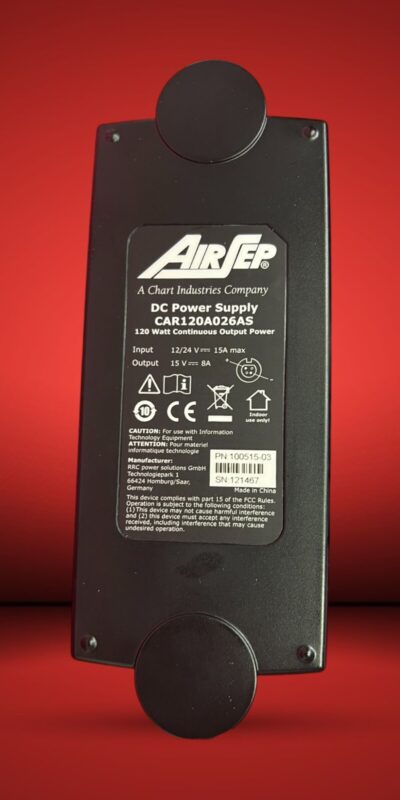 AIRSEP®
A Chart Industries Company
DC Power Supply
CAR120A026AS
120 Watt Continuous Output Power
Input 12/24 V 15A max
Output 15 V 8A
+ -
10
CE
Indoor
use only!
CAUTION: For use with Information
Technology Equipment
ATTENTION: Pour materiel
informatique technologie
Manufacturer:
RRC power solutions GmbH
Technologiepark 1
66424 Homburg/Saar,
Germany
PN 100515-03
SN 121467
Made in China
This device complies with part 15 of the FCC Rules.
Operation is subject to the following conditions:
(1) This device may not cause harmful interference
and (2) this device must accept any interference
received, including interference that may cause
undesired operation.